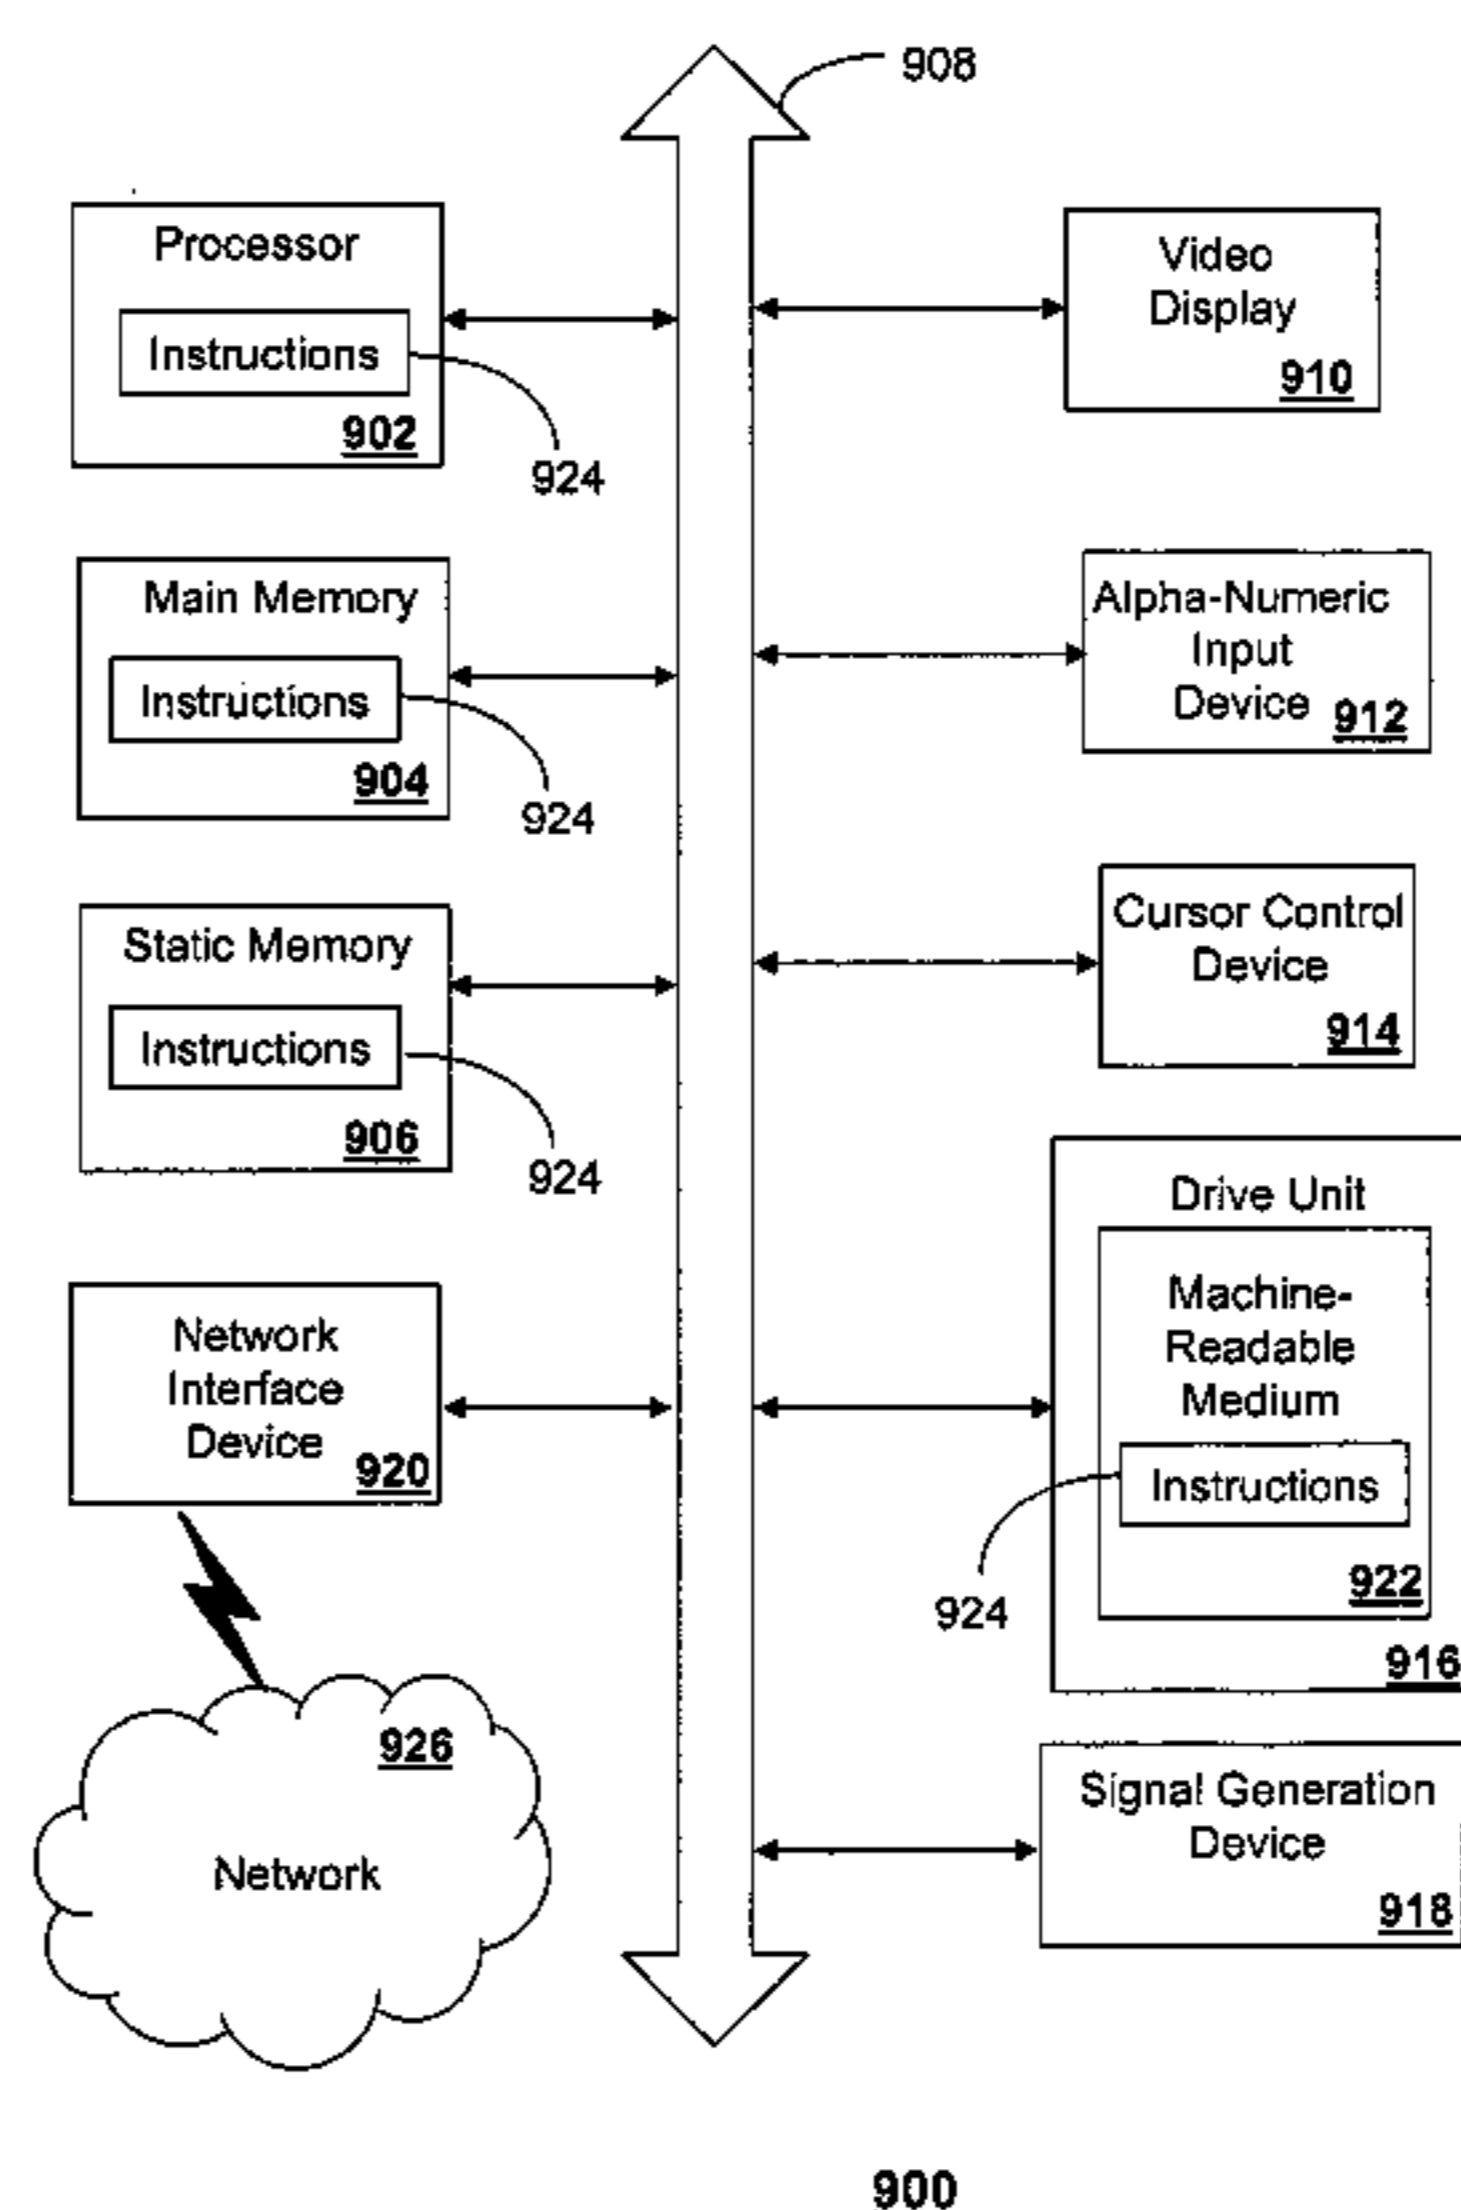 908
Processor
Instructions
902
924
Video
Display
910
Main Memory
Instructions
904
924
Alpha-Numeric
Input
Device
912
Static Memory
Instructions
906
924
Cursor Control
Device
914
Network
Interface
Device
920
Drive Unit
Machine-
Readable
Medium
Instructions
924
922
916
926
Network
Signal Generation
Device
918
900